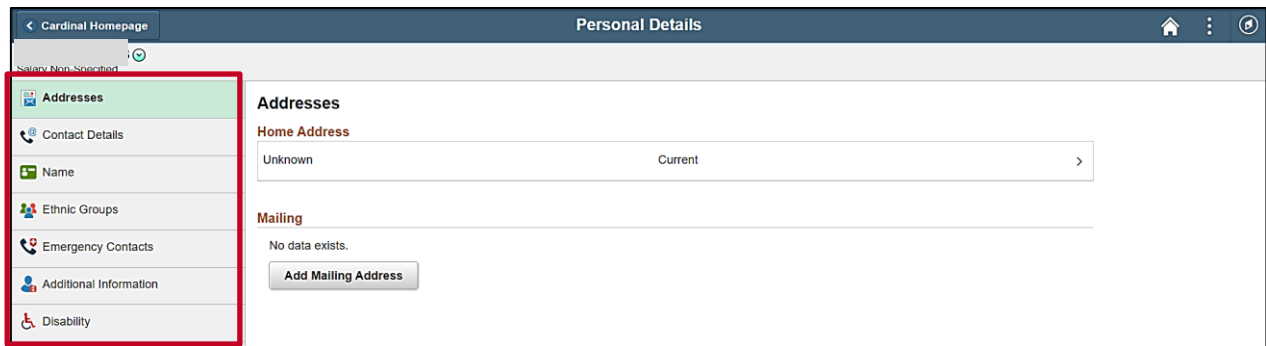 Cardinal Homepage
Personal Details
Salary Non-Specified
Addresses
Contact Details
Name
Ethnic Groups
Emergency Contacts
Additional Information
Disability
Addresses
Home Address
Unknown Current
Mailing
No data exists.
Add Mailing Address